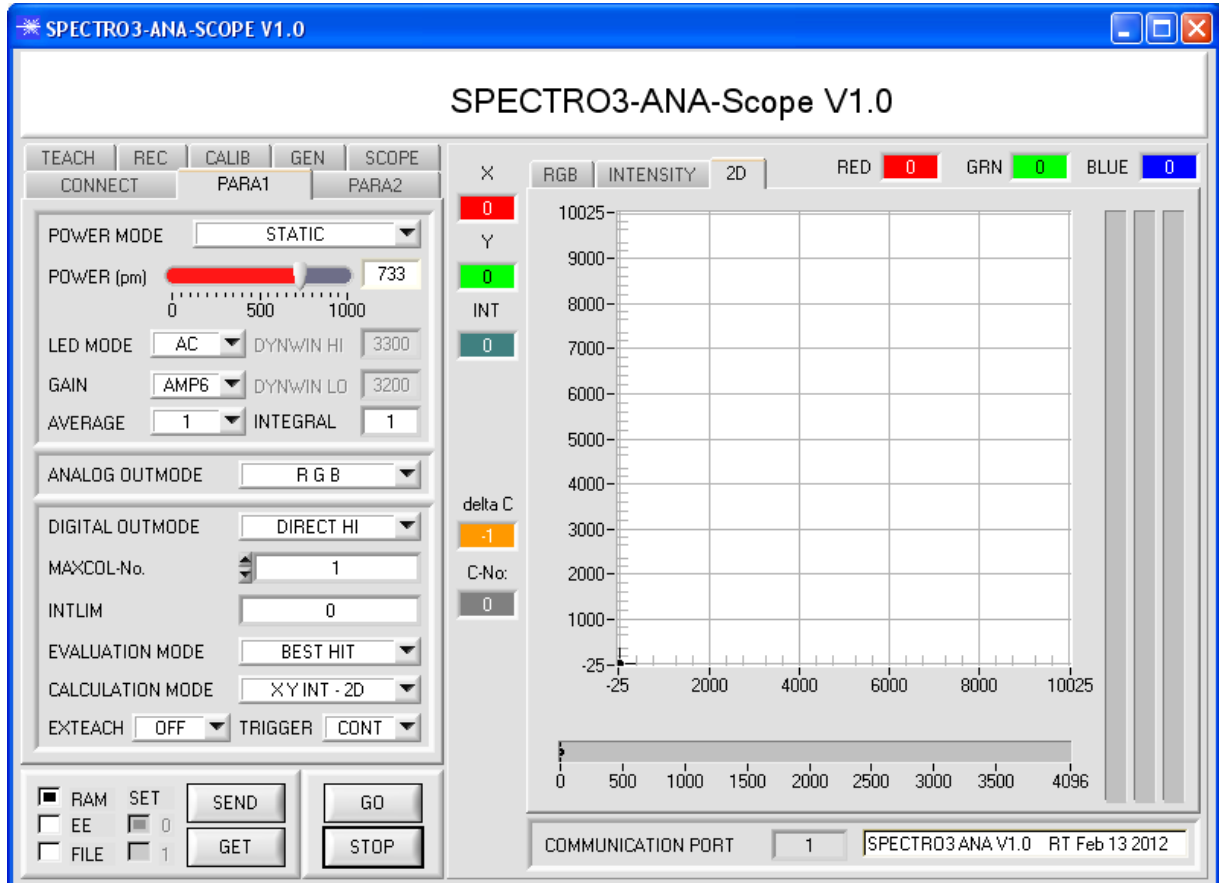 SPECTRO3-ANA-SCOPE V1.0
SPECTRO3-ANA-Scope V1.0
TEACH REC CALIB GEN SCOPE
CONNECT PARA1 PARA2
POWER MODE STATIC
POWER (pm) 733
0 500 1000
LED MODE AC DYNWIN HI 3300
GAIN AMP6 DYNWIN LO 3200
AVERAGE 1 INTEGRAL 1
ANALOG OUTMODE R G B
DIGITAL OUTMODE DIRECT HI
MAXCOL-No. 1
INTLIM 0
EVALUATION MODE BEST HIT
CALCULATION MODE X Y INT - 2D
EXTEACH OFF TRIGGER CONT
RAM SET SEND GO
EE 0
FILE 1 GET STOP
X
0
Y
0
INT
0
delta C
-1
C-No:
0
RGB INTENSITY 2D RED 0 GRN 0 BLUE 0
10025
9000
8000
7000
6000
5000
4000
3000
2000
1000
-25
-25 2000 4000 6000 8000 10025
0 500 1000 1500 2000 2500 3000 3500 4096
COMMUNICATION PORT 1 SPECTRO3 ANA V1.0 RT Feb 13 2012